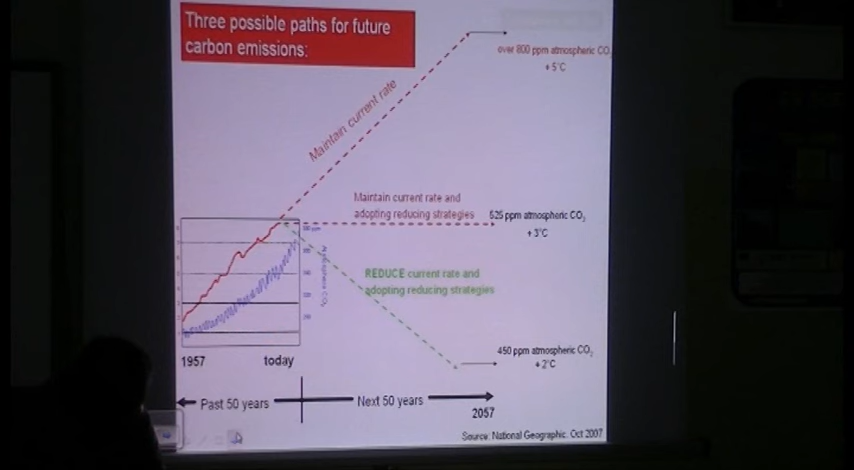 Three possible paths for future
carbon emissions:
over 800 ppm atmospheric CO
+5°C
Maintain current rate
Maintain current rate and
adopting reducing strategies
525 ppm atmospheric CO2
+3°C
REDUCE current rate and
adopting reducing strategies
Atmospheric CO2
450 ppm atmospheric CO2
+2°C
1957
today
Past 50 years
Next 50 years
2057
Source: National Geographic. Oct 2007